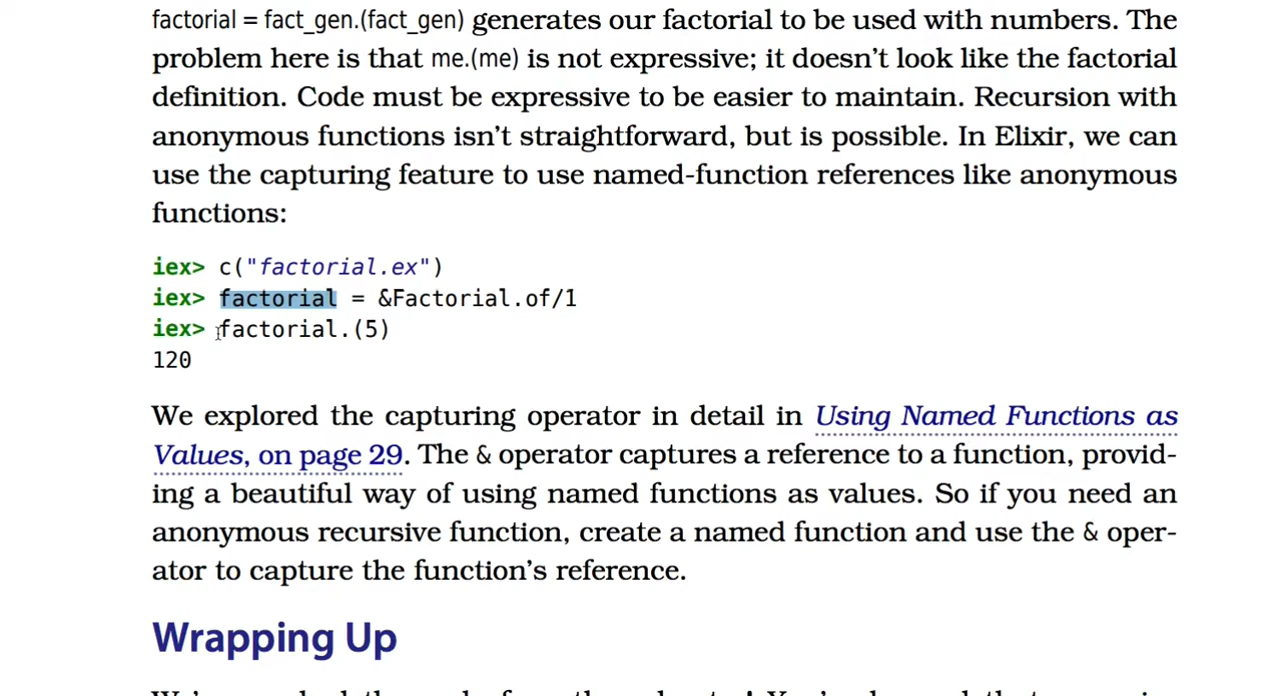 factorial = fact_gen.(fact_gen) generates our factorial to be used with numbers. The
problem here is that me.(me) is not expressive; it doesn't look like the factorial
definition. Code must be expressive to be easier to maintain. Recursion with
anonymous functions isn't straightforward, but is possible. In Elixir, we can
use the capturing feature to use named-function references like anonymous
functions:
iex> c("factorial.ex")
iex> factorial = &Factorial.of/1
iex> factorial.(5)
120
We explored the capturing operator in detail in Using Named Functions as
Values, on page 29. The & operator captures a reference to a function, provid-
ing a beautiful way of using named functions as values. So if you need an
anonymous recursive function, create a named function and use the & oper-
ator to capture the function's reference.
Wrapping Up